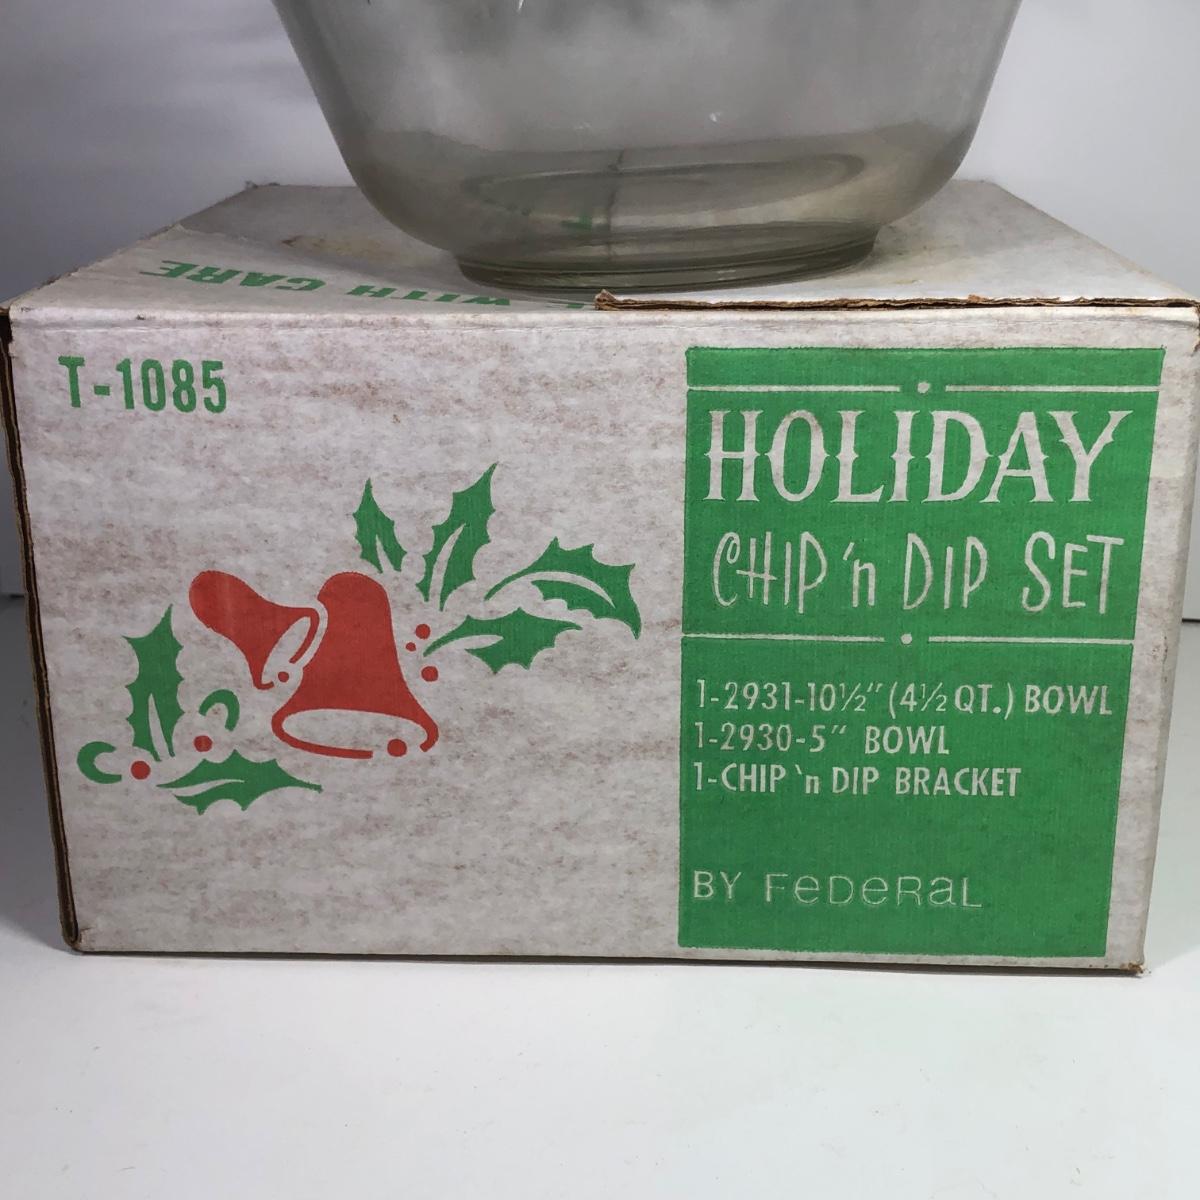 WITH CARE
T-1085
HOLIDAY
CHIP 'n DIP SET
1-2931-10½" (4½ QT.) BOWL
1-2930-5" BOWL
1-CHIP 'n DIP BRACKET
BY FEDERAL